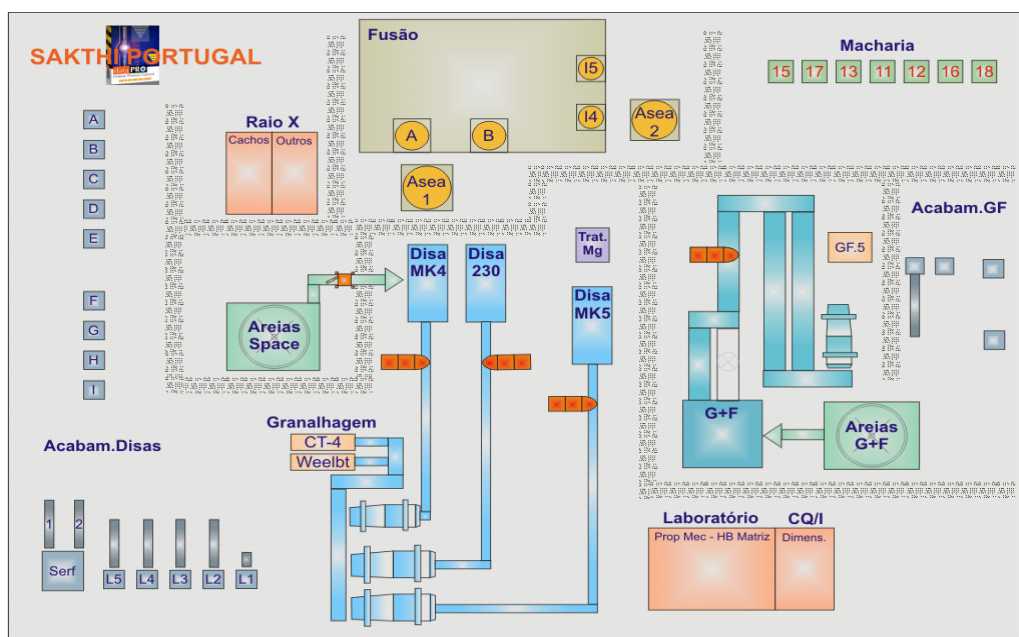 SAKTHI PORTUGAL
Fusão
I5
I4
A
B
Asea
1
Asea
2
Macharia
15 17 13 11 12 16 18
Raio X
Cachos Outros
A
B
C
D
E
F
G
H
I
Disa
MK4
Disa
230
Trat.
Mg
Disa
MK5
Areias
Space
Acabam.GF
GF.5
G+F
Areias
G+F
Granalhagem
CT-4
Weelbt
Acabam.Disas
1 2
Serf
L5 L4 L3 L2 L1
Laboratório CQ/I
Prop Mec - HB Matriz Dimens.